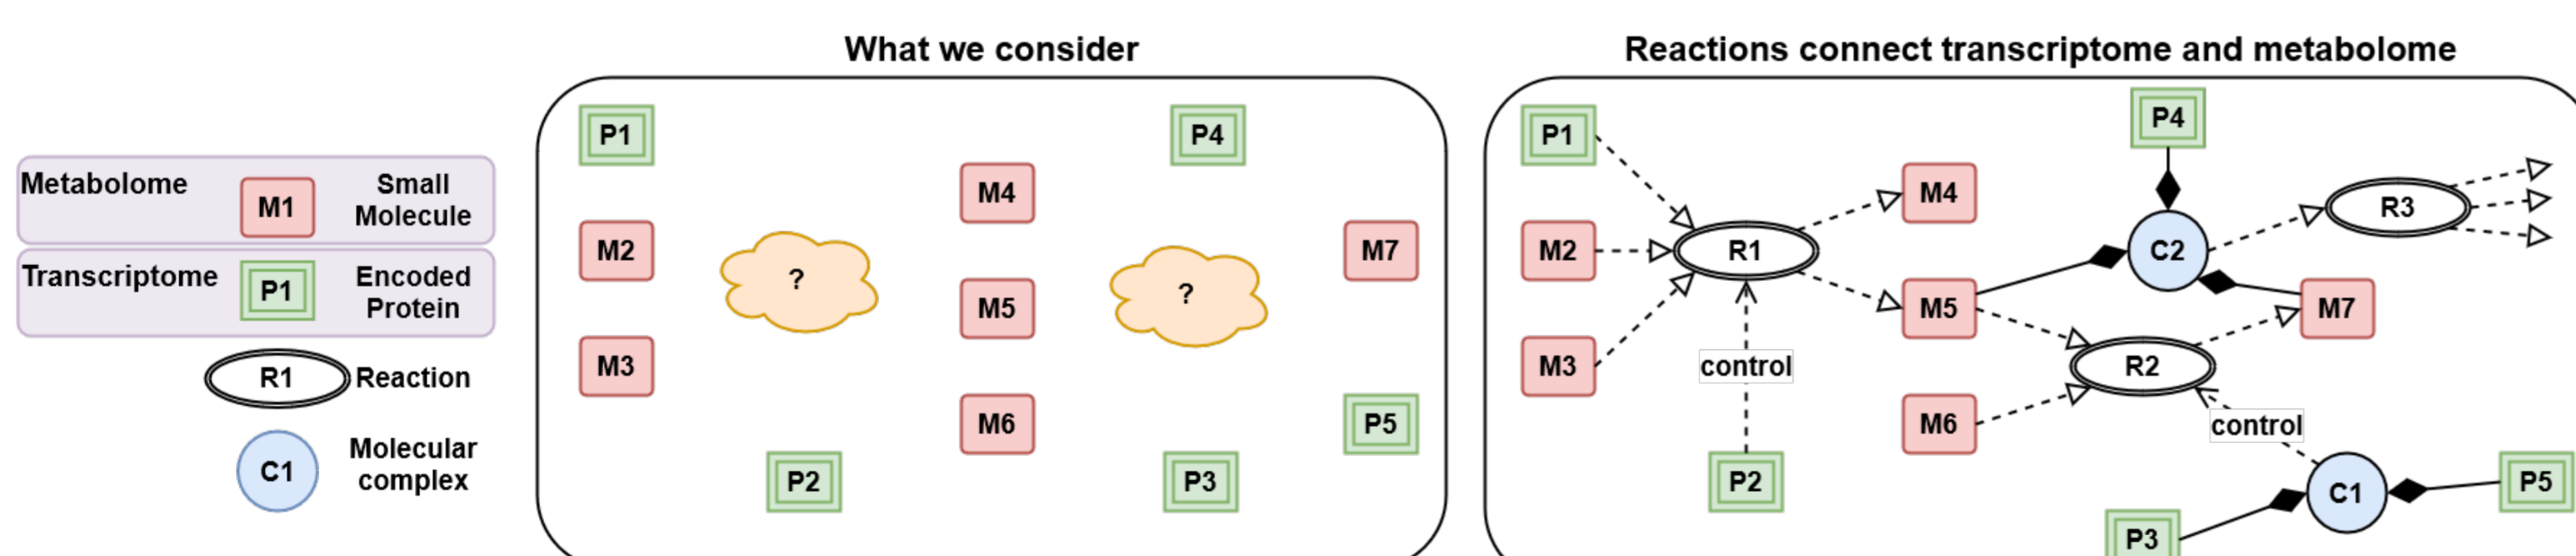 What we consider
Reactions connect transcriptome and metabolome
Metabolome
M1
Small
Molecule
Transcriptome
P1
Encoded
Protein
R1
Reaction
C1
Molecular
complex
P1
P4
M4
M2
?
M7
?
M5
M3
M6
P5
P2
P3
P1
P4
M4
R3
M2
R1
C2
M5
M7
M3
control
R2
M6
control
P2
C1
P5
P3